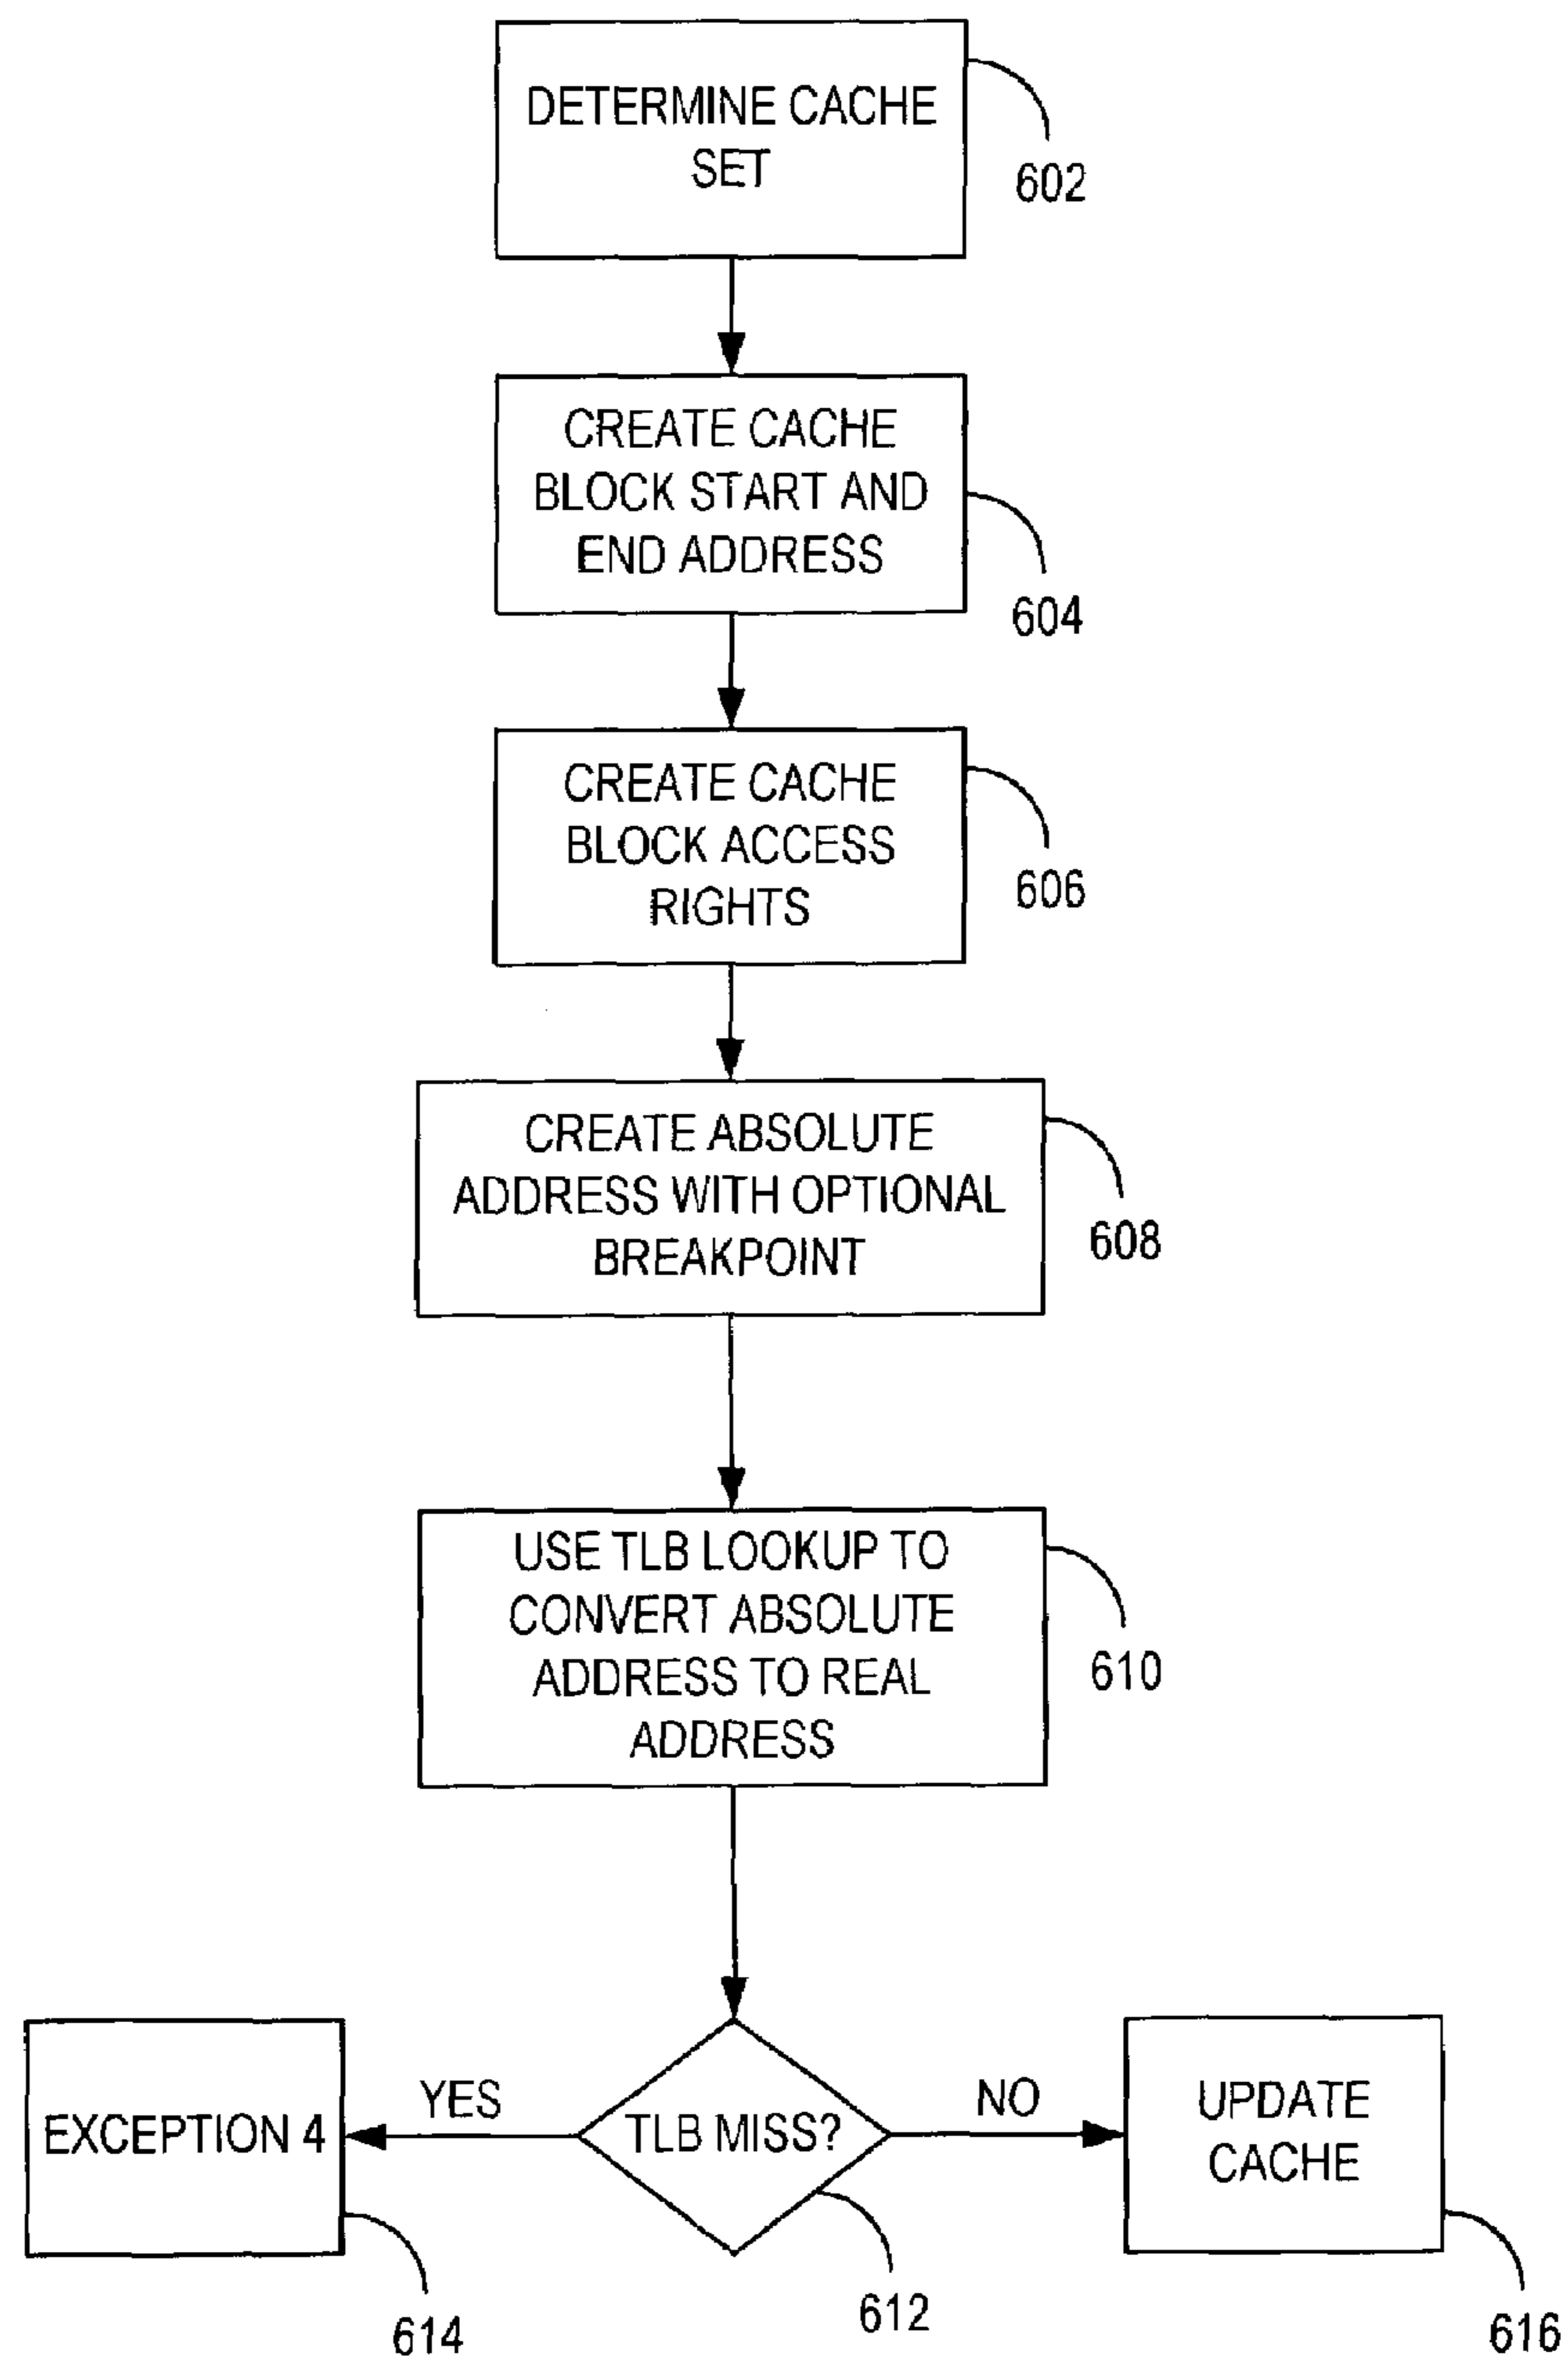 DETERMINE CACHE
SET
602
CREATE CACHE
BLOCK START AND
END ADDRESS
604
CREATE CACHE
BLOCK ACCESS
RIGHTS
606
CREATE ABSOLUTE
ADDRESS WITH OPTIONAL
BREAKPOINT
608
USE TLB LOOKUP TO
CONVERT ABSOLUTE
ADDRESS TO REAL
ADDRESS
610
EXCEPTION 4
614
YES
TLB MISS?
612
NO
UPDATE
CACHE
616